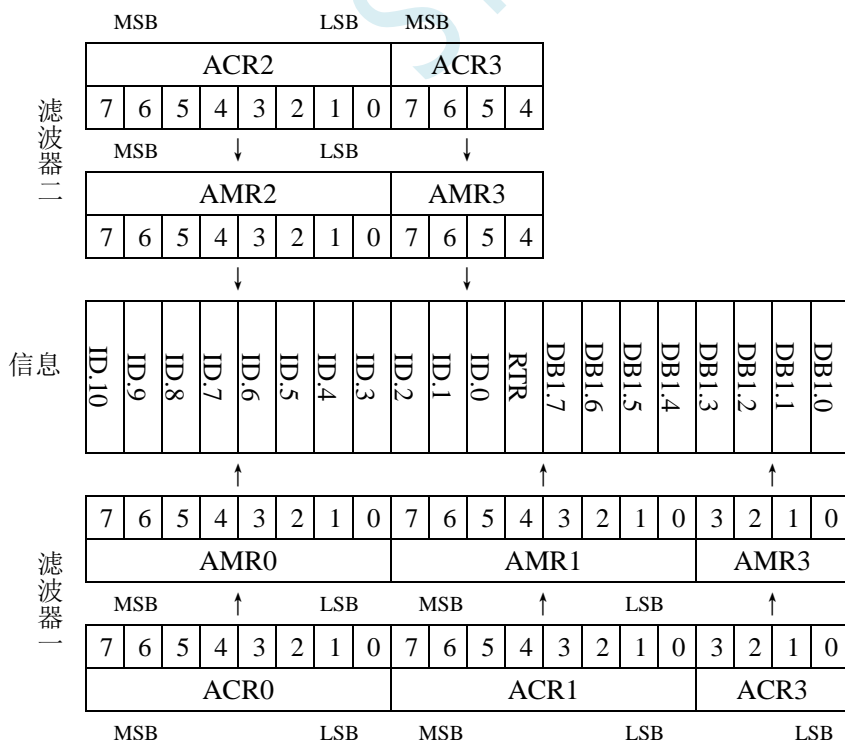 MSB LSB MSB
ACR2 ACR3
7 6 5 4 3 2 1 0 7 6 5 4
MSB LSB
AMR2 AMR3
7 6 5 4 3 2 1 0 7 6 5 4
滤波器二
信息
ID.10 ID.9 ID.8 ID.7 ID.6 ID.5 ID.4 ID.3 ID.2 ID.1 ID.0 RTR DB1.7 DB1.6 DB1.5 DB1.4 DB1.3 DB1.2 DB1.1 DB1.0
7 6 5 4 3 2 1 0 7 6 5 4 3 2 1 0 3 2 1 0
AMR0 AMR1 AMR3
滤波器一
MSB LSB MSB LSB
7 6 5 4 3 2 1 0 7 6 5 4 3 2 1 0 3 2 1 0
ACR0 ACR1 ACR3
MSB LSB MSB LSB LSB